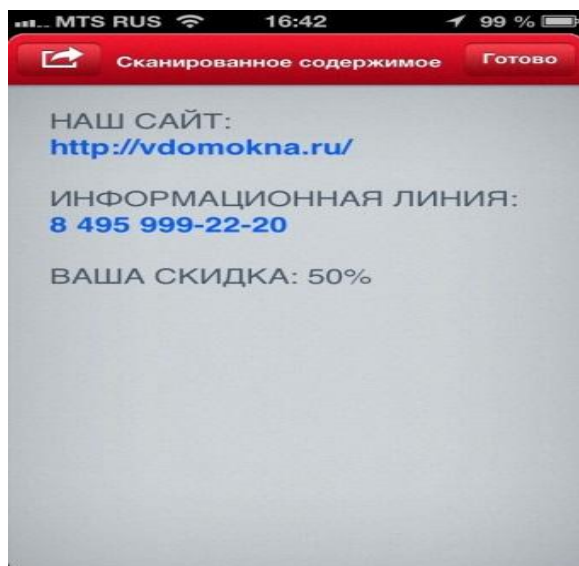 MTS RUS 16:42 99 %
Сканированное содержимое Готово
НАШ САЙТ:
http://vdomokna.ru/
ИНФОРМАЦИОННАЯ ЛИНИЯ:
8 495 999-22-20
ВАША СКИДКА: 50%